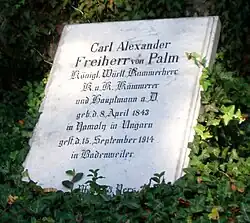 Carl Alexander
Freiherr von Palm
Königl. Württ. Kammerherr
K. u. K. Kämmerer
und Hauptmann a. D.
geb. d. 8. April 1843
in in Ungarn
gest. d. 15. September 1914
in Badenweiler.